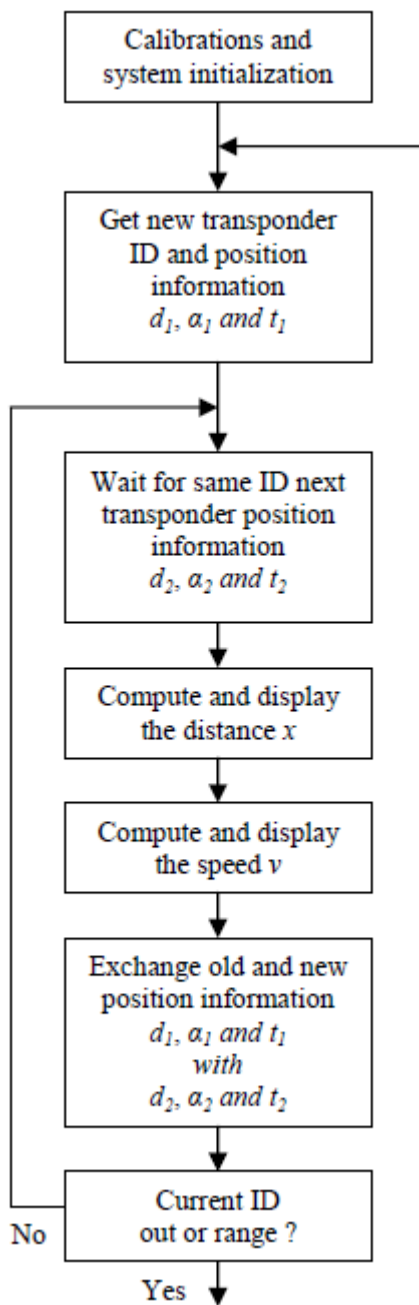 Calibrations and
system initialization
Get new transponder
ID and position
information
d₁, α₁ and t₁
Wait for same ID next
transponder position
information
d₂, α₂ and t₂
Compute and display
the distance x
Compute and display
the speed v
Exchange old and new
position information
d₁, α₁ and t₁
with
d₂, α₂ and t₂
Current ID
out or range ?
No
Yes